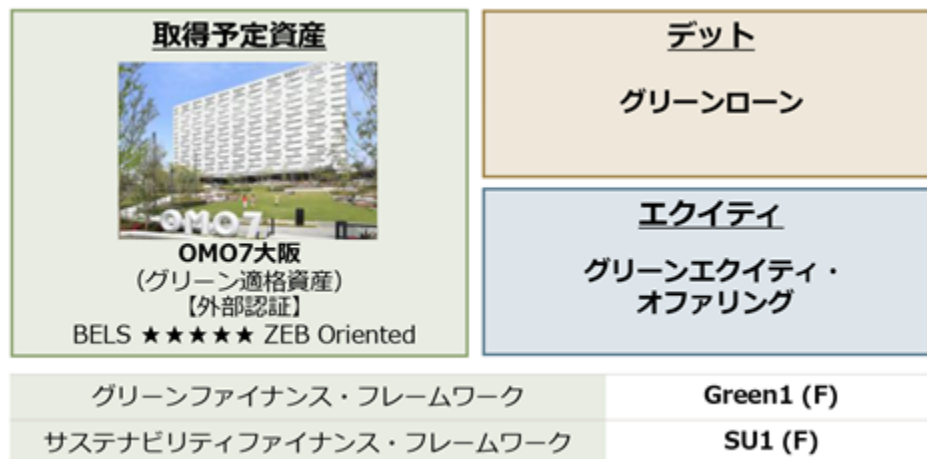 取得予定資産
OMO7
OMO7大阪
（グリーン適格資産）
【外部認証】
BELS ★★★★★ ZEB Oriented
デット
グリーンローン
エクイティ
グリーンエクイティ・
オファリング
グリーンファイナンス・フレームワーク Green1 (F)
サステナビリティファイナンス・フレームワーク SU1 (F)